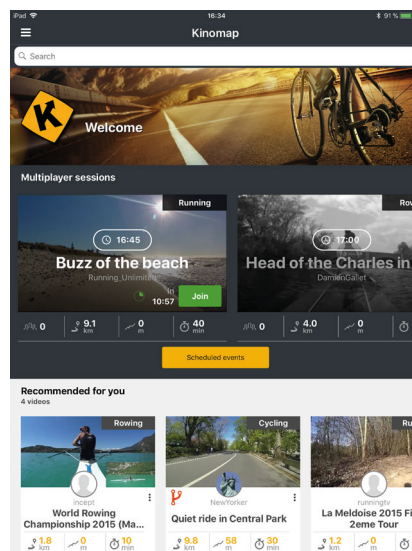 iPad 16:34 91 %
Kinomap
Search
K
Welcome
Multiplayer sessions
Running
16:45
Buzz of the beach
Running_Unlimited
In
10:57
Join
0 9.1 km 0 m 40 min
Ro
17:00
Head of the Charles in
DamienGallet
0 4.0 km 0 m
Scheduled events
Recommended for you
4 videos
Rowing
incept
World Rowing
Championship 2015 (Ma...
1.8 km 0 m 10 min
Cycling
NewYorker
Quiet ride in Central Park
9.8 km 58 m 30 min
Ru
runningtv
La Meldoise 2015 Fi
2eme Tour
1.2 km 0 m